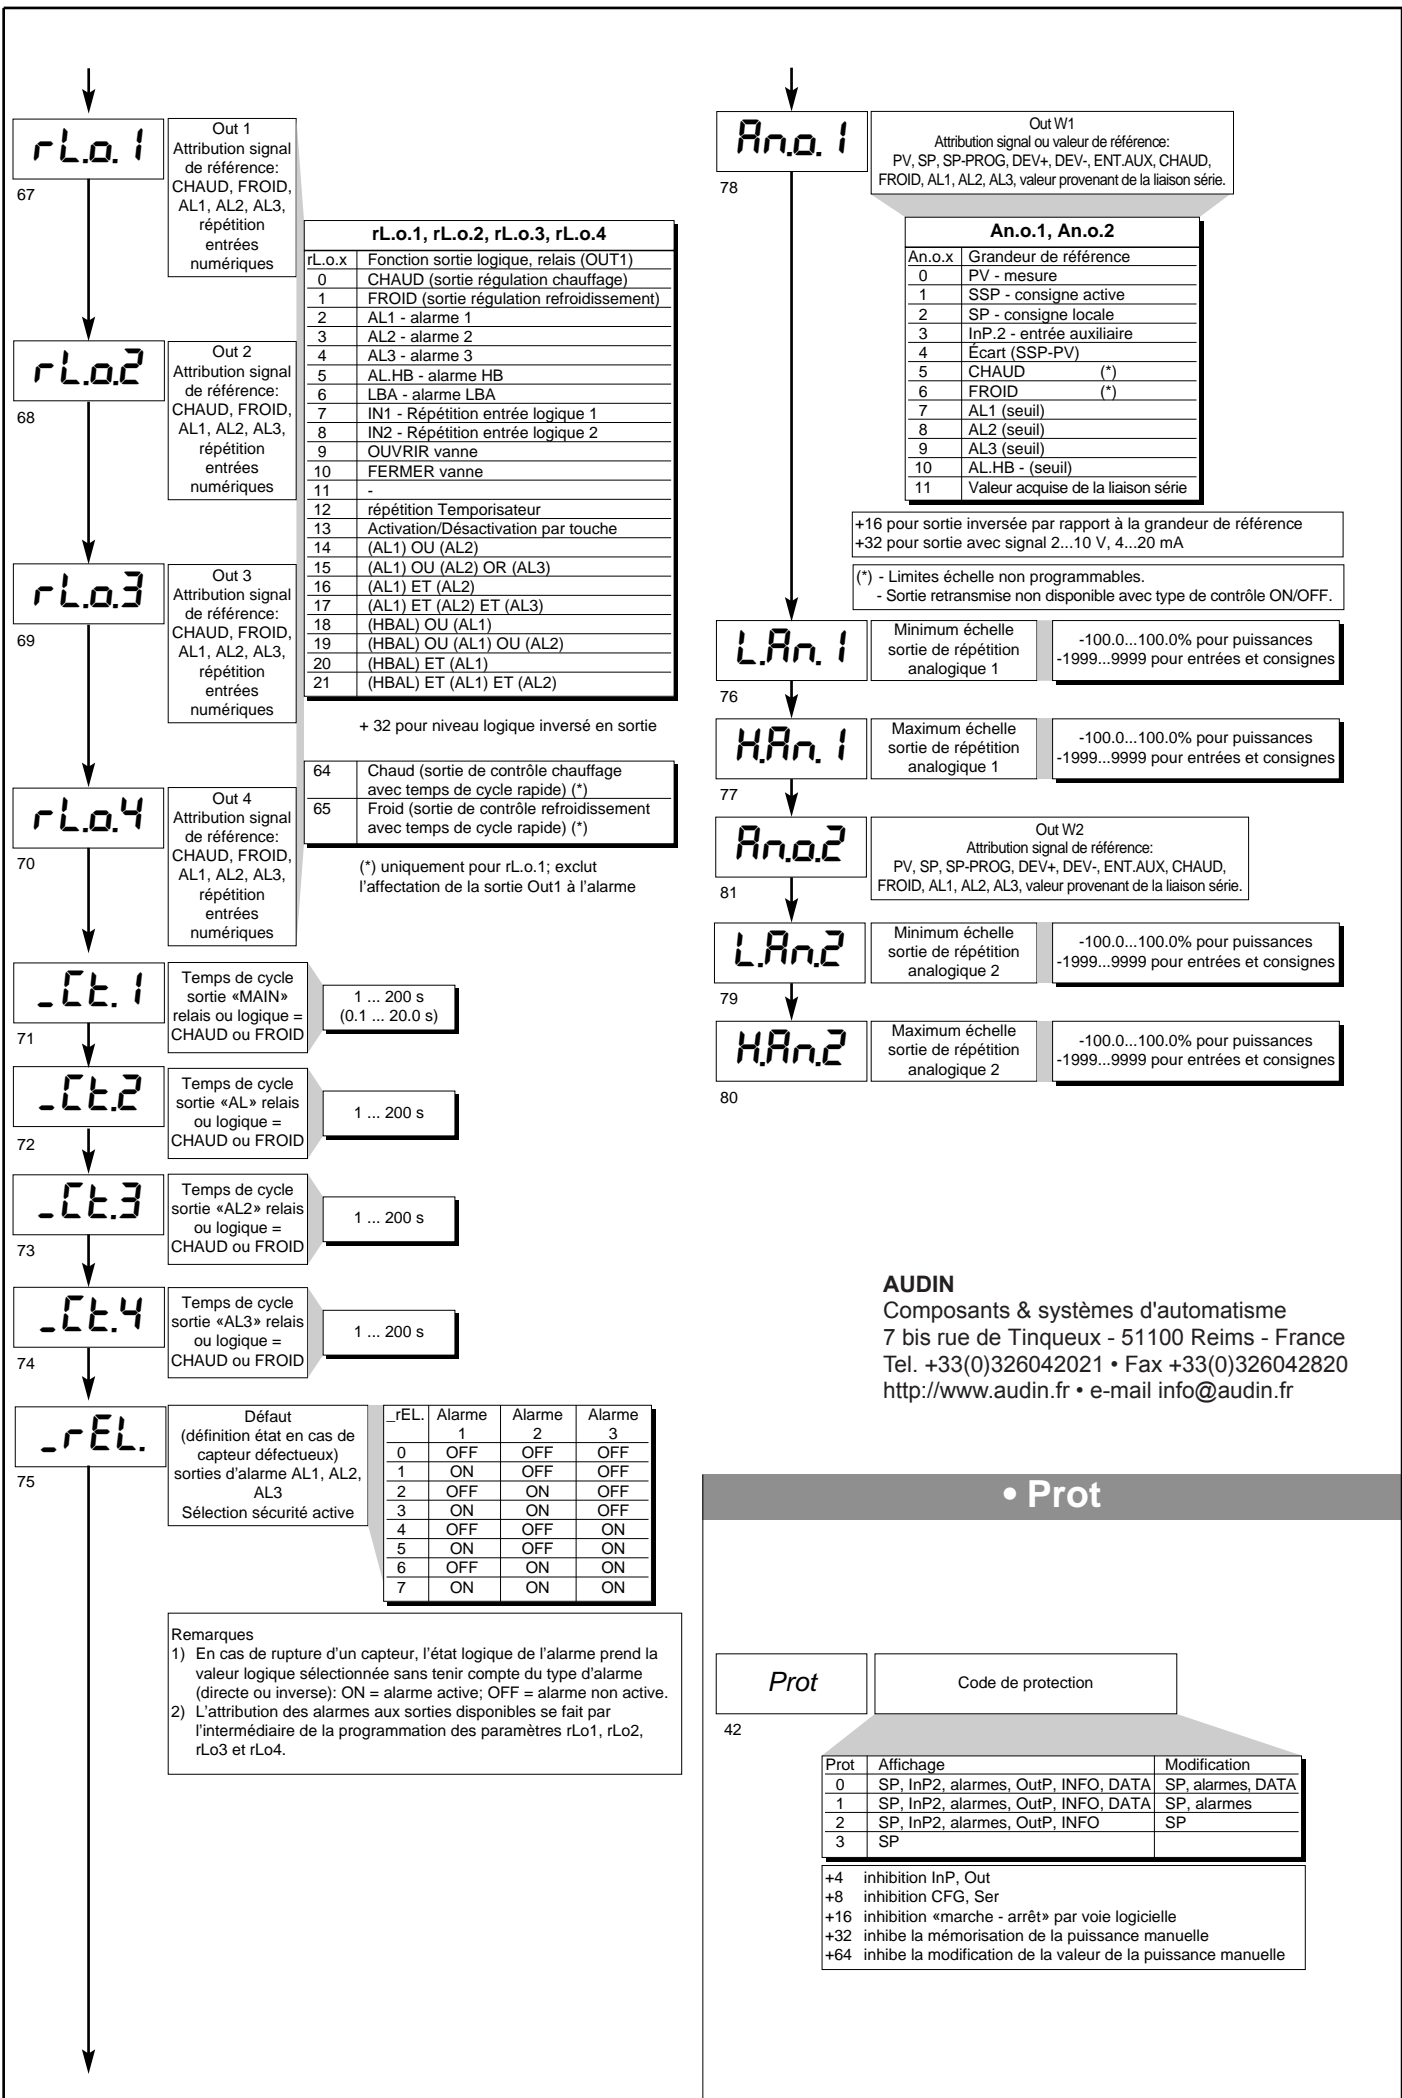 rL.o. 1
67
Out 1
Attribution signal
de référence:
CHAUD, FROID,
AL1, AL2, AL3,
répétition
entrées
numériques
rL.o.2
68
Out 2
Attribution signal
de référence:
CHAUD, FROID,
AL1, AL2, AL3,
répétition
entrées
numériques
rL.o.3
69
Out 3
Attribution signal
de référence:
CHAUD, FROID,
AL1, AL2, AL3,
répétition
entrées
numériques
rL.o.4
70
Out 4
Attribution signal
de référence:
CHAUD, FROID,
AL1, AL2, AL3,
répétition
entrées
numériques
rL.o.1, rL.o.2, rL.o.3, rL.o.4
rL.o.x Fonction sortie logique, relais (OUT1)
0 CHAUD (sortie régulation chauffage)
1 FROID (sortie régulation refroidissement)
2 AL1 - alarme 1
3 AL2 - alarme 2
4 AL3 - alarme 3
5 AL.HB - alarme HB
6 LBA - alarme LBA
7 IN1 - Répétition entrée logique 1
8 IN2 - Répétition entrée logique 2
9 OUVRIR vanne
10 FERMER vanne
11 -
12 répétition Temporisateur
13 Activation/Désactivation par touche
14 (AL1) OU (AL2)
15 (AL1) OU (AL2) OR (AL3)
16 (AL1) ET (AL2)
17 (AL1) ET (AL2) ET (AL3)
18 (HBAL) OU (AL1)
19 (HBAL) OU (AL1) OU (AL2)
20 (HBAL) ET (AL1)
21 (HBAL) ET (AL1) ET (AL2)
+ 32 pour niveau logique inversé en sortie
64 Chaud (sortie de contrôle chauffage
avec temps de cycle rapide) (*)
65 Froid (sortie de contrôle refroidissement
avec temps de cycle rapide) (*)
(*) uniquement pour rL.o.1; exclut
l'affectation de la sortie Out1 à l'alarme
_Ct. 1
71
Temps de cycle
sortie «MAIN»
relais ou logique =
CHAUD ou FROID
1 ... 200 s
(0.1 ... 20.0 s)
_Ct.2
72
Temps de cycle
sortie «AL» relais
ou logique =
CHAUD ou FROID
1 ... 200 s
_Ct.3
73
Temps de cycle
sortie «AL2» relais
ou logique =
CHAUD ou FROID
1 ... 200 s
_Ct.4
74
Temps de cycle
sortie «AL3» relais
ou logique =
CHAUD ou FROID
1 ... 200 s
_rEL.
75
Défaut
(définition état en cas de
capteur défectueux)
sorties d'alarme AL1, AL2,
AL3
Sélection sécurité active
_rEL. Alarme Alarme Alarme
1 2 3
0 OFF OFF OFF
1 ON OFF OFF
2 OFF ON OFF
3 ON ON OFF
4 OFF OFF ON
5 ON OFF ON
6 OFF ON ON
7 ON ON ON
Remarques
1) En cas de rupture d'un capteur, l'état logique de l'alarme prend la
valeur logique sélectionnée sans tenir compte du type d'alarme
(directe ou inverse): ON = alarme active; OFF = alarme non active.
2) L'attribution des alarmes aux sorties disponibles se fait par
l'intermédiaire de la programmation des paramètres rLo1, rLo2,
rLo3 et rLo4.
An.o. 1
78
Out W1
Attribution signal ou valeur de référence:
PV, SP, SP-PROG, DEV+, DEV-, ENT.AUX, CHAUD,
FROID, AL1, AL2, AL3, valeur provenant de la liaison série.
An.o.1, An.o.2
An.o.x Grandeur de référence
0 PV - mesure
1 SSP - consigne active
2 SP - consigne locale
3 InP.2 - entrée auxiliaire
4 Écart (SSP-PV)
5 CHAUD (*)
6 FROID (*)
7 AL1 (seuil)
8 AL2 (seuil)
9 AL3 (seuil)
10 AL.HB - (seuil)
11 Valeur acquise de la liaison série
+16 pour sortie inversée par rapport à la grandeur de référence
+32 pour sortie avec signal 2...10 V, 4...20 mA
(*) - Limites échelle non programmables.
- Sortie retransmise non disponible avec type de contrôle ON/OFF.
L.An. 1
76
Minimum échelle
sortie de répétition
analogique 1
-100.0...100.0% pour puissances
-1999...9999 pour entrées et consignes
H.An. 1
77
Maximum échelle
sortie de répétition
analogique 1
-100.0...100.0% pour puissances
-1999...9999 pour entrées et consignes
An.o.2
81
Out W2
Attribution signal de référence:
PV, SP, SP-PROG, DEV+, DEV-, ENT.AUX, CHAUD,
FROID, AL1, AL2, AL3, valeur provenant de la liaison série.
L.An.2
79
Minimum échelle
sortie de répétition
analogique 2
-100.0...100.0% pour puissances
-1999...9999 pour entrées et consignes
H.An.2
80
Maximum échelle
sortie de répétition
analogique 2
-100.0...100.0% pour puissances
-1999...9999 pour entrées et consignes
AUDIN
Composants & systèmes d'automatisme
7 bis rue de Tinqueux - 51100 Reims - France
Tel. +33(0)326042021 • Fax +33(0)326042820
http://www.audin.fr • e-mail info@audin.fr
• Prot
Prot
42
Code de protection
Prot Affichage Modification
0 SP, InP2, alarmes, OutP, INFO, DATA SP, alarmes, DATA
1 SP, InP2, alarmes, OutP, INFO, DATA SP, alarmes
2 SP, InP2, alarmes, OutP, INFO SP
3 SP
+4 inhibition InP, Out
+8 inhibition CFG, Ser
+16 inhibition «marche - arrêt» par voie logicielle
+32 inhibe la mémorisation de la puissance manuelle
+64 inhibe la modification de la valeur de la puissance manuelle